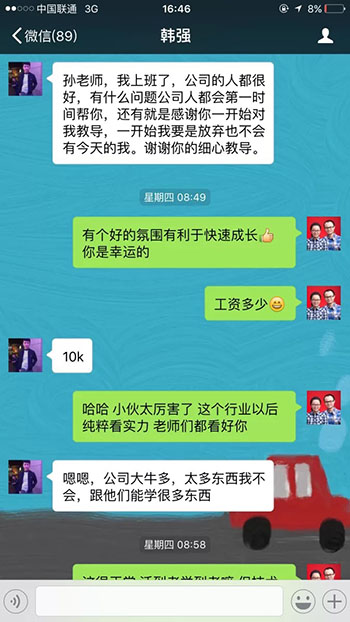 中国联通 3G 16:46 8%
微信(89) 韩强
孙老师，我上班了，公司的人都很
好，有什么问题公司人都会第一时
间帮你，还有就是感谢你一开始对
我教导，一开始我要是放弃也不会
有今天的我。谢谢你的细心教导。
星期四 08:49
有个好的氛围有利于快速成长👍
你是幸运的
工资多少😄
10k
哈哈 小伙太厉害了 这个行业以后
纯粹看实力 老师们都看好你
嗯嗯，公司大牛多，太多东西我不
会，跟他们能学很多东西
星期四 08:58